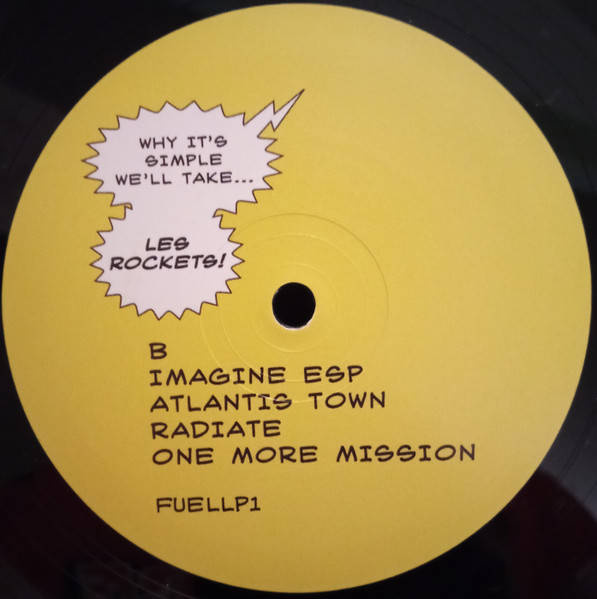 WHY IT'S
SIMPLE
WE'LL TAKE...
LES
ROCKETS!
B
IMAGINE ESP
ATLANTIS TOWN
RADIATE
ONE MORE MISSION
FUELLP1